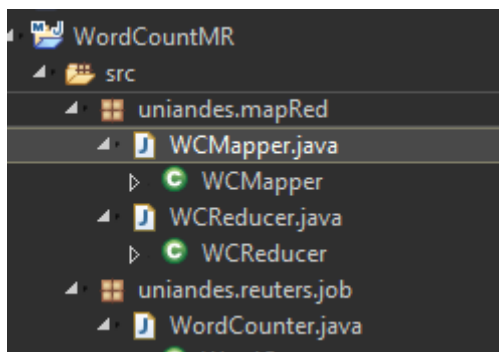 WordCountMR
src
uniandes.mapRed
WCMapper.java
WCMapper
WCReducer.java
WCReducer
uniandes.reuters.job
WordCounter.java